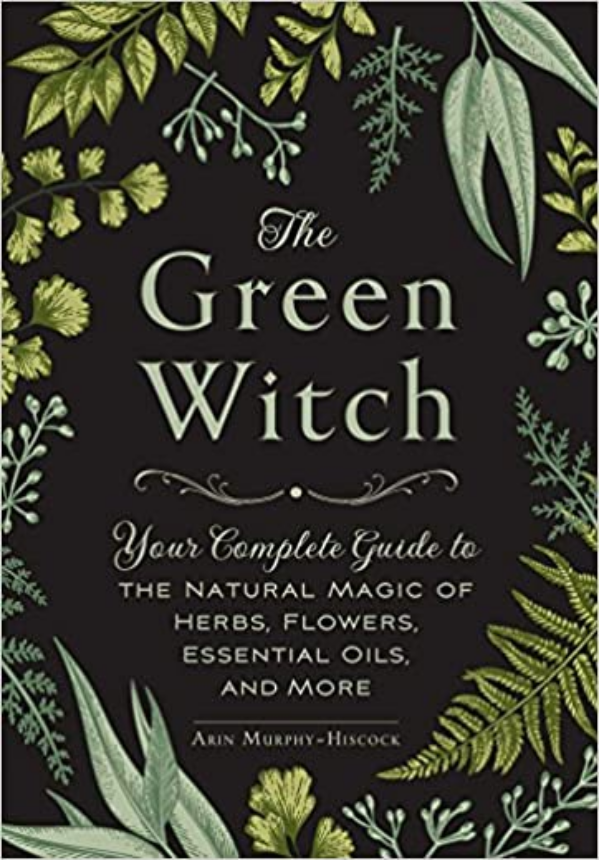 The
Green
Witch
Your Complete Guide to
THE NATURAL MAGIC OF
HERBS, FLOWERS,
ESSENTIAL OILS,
AND MORE
ARIN MURPHY-HISCOCK